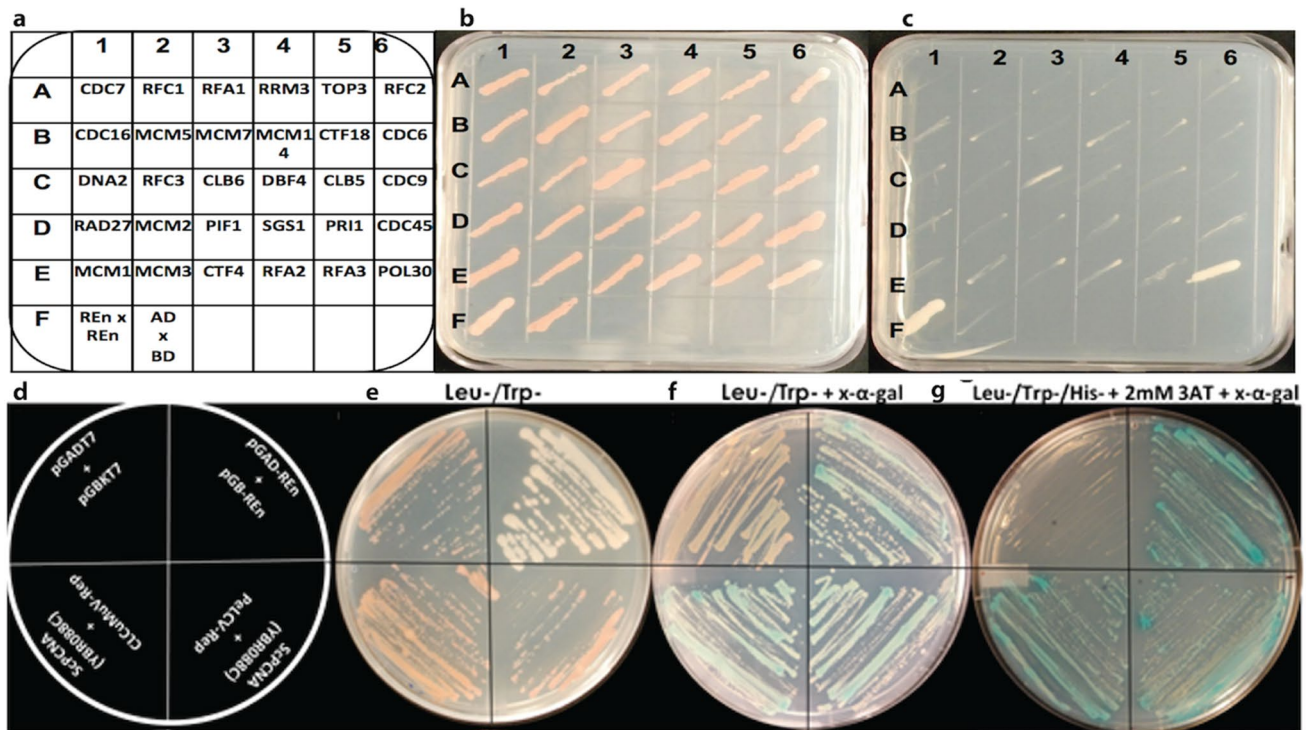 a
1 2 3 4 5 6
A CDC7 RFC1 RFA1 RRM3 TOP3 RFC2
B CDC16 MCM5 MCM7 MCM1 CTF18 CDC6
4
C DNA2 RFC3 CLB6 DBF4 CLB5 CDC9
D RAD27 MCM2 PIF1 SGS1 PRI1 CDC45
E MCM1 MCM3 CTF4 RFA2 RFA3 POL30
F REn x AD
REn x
BD
b
1 2 3 4 5 6
A
B
C
D
E
F
c
1 2 3 4 5 6
A
B
C
D
E
F
d
pGADT7
+
pGBKT7
pGAD-REn
+
pGB-REn
CLCuMuV-Rep
+
ScPCNA
(YBR088C)
PeLCV-Rep
+
ScPCNA
(YBR088C)
e Leu-/Trp-
f Leu-/Trp- + x-α-gal
g Leu-/Trp-/His- + 2mM 3AT + x-α-gal